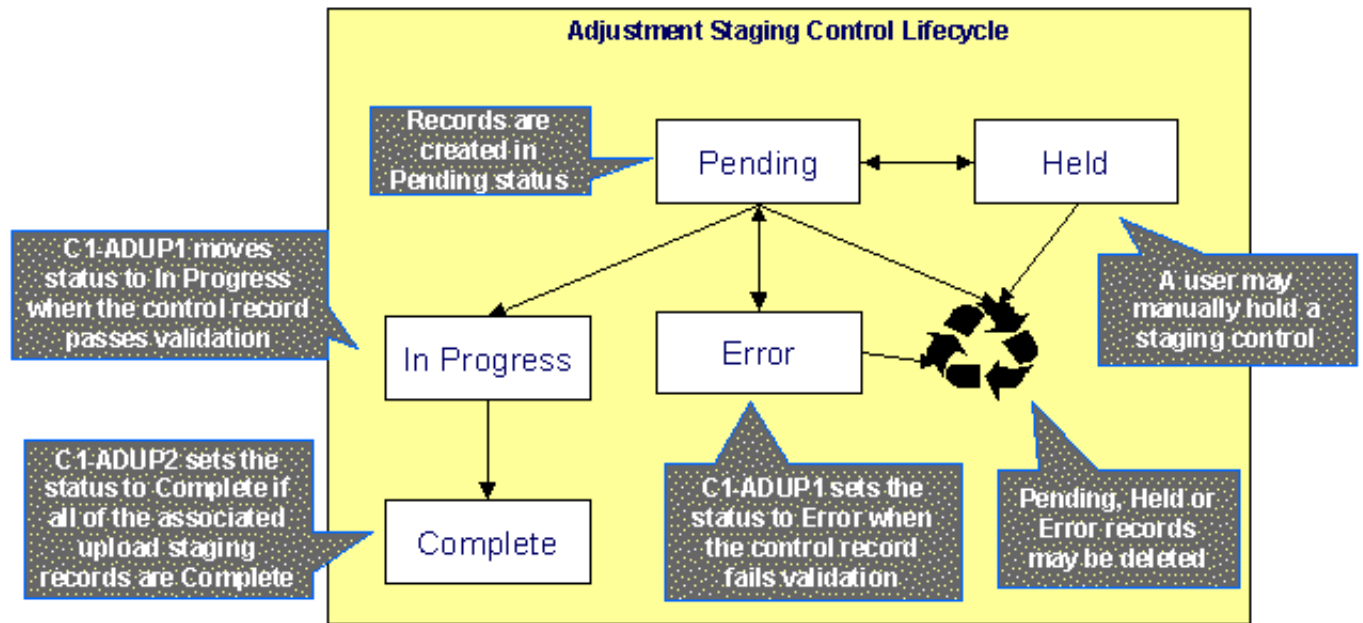 Adjustment Staging Control Lifecycle
Records are
created in
Pending status
Pending
Held
C1-ADUP1 moves
status to In Progress
when the control record
passes validation
A user may
manually hold a
staging control
In Progress
Error
C1-ADUP2 sets the
status to Complete if
all of the associated
upload staging
records are Complete
Complete
C1-ADUP1 sets the
status to Error when
the control record
fails validation
Pending, Held or
Error records
may be deleted